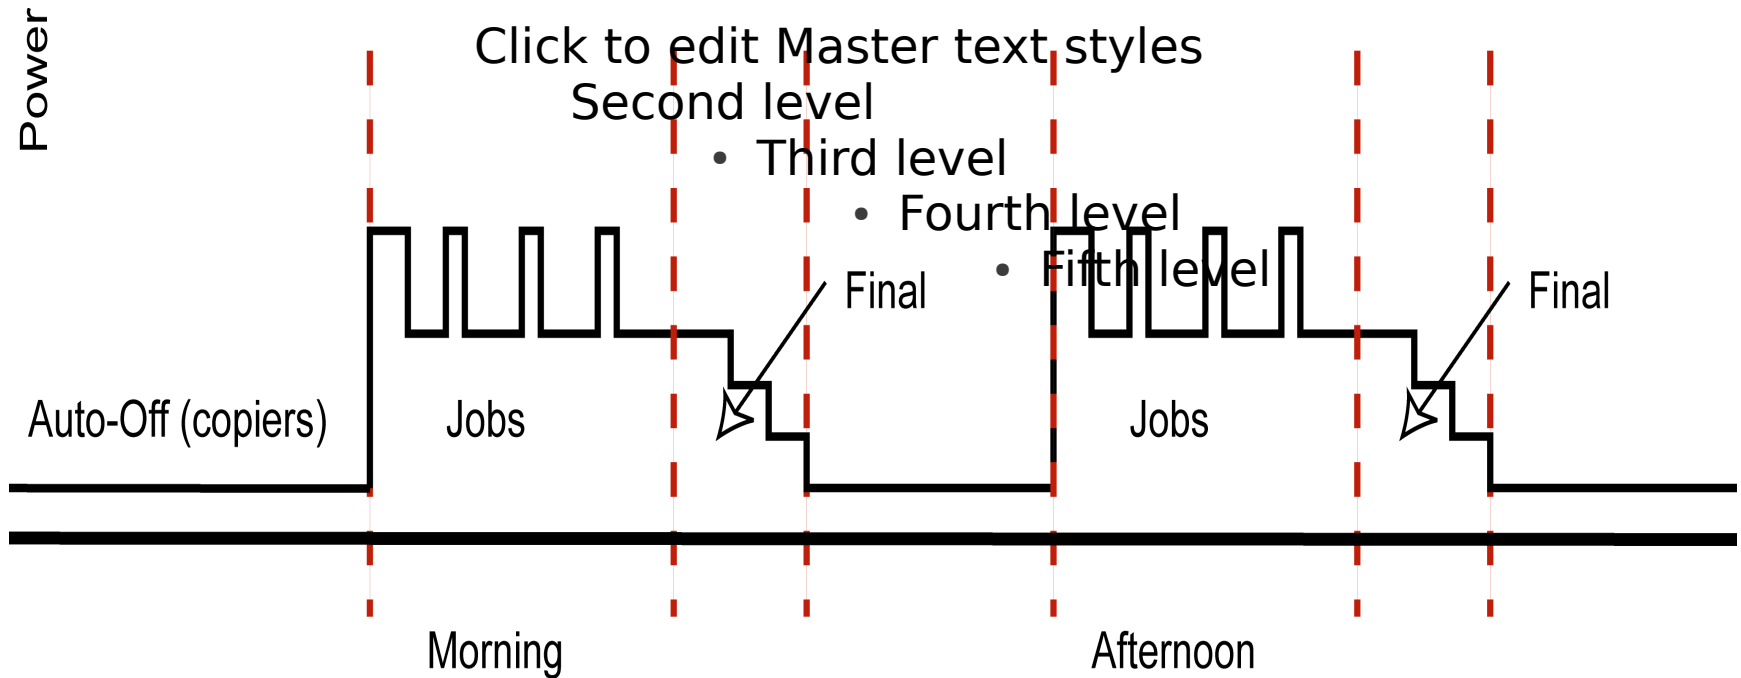 Power
Click to edit Master text styles
Second level
• Third level
• Fourth level
• Fifth level
Final
Final
Auto-Off (copiers)
Jobs
Jobs
Morning
Afternoon